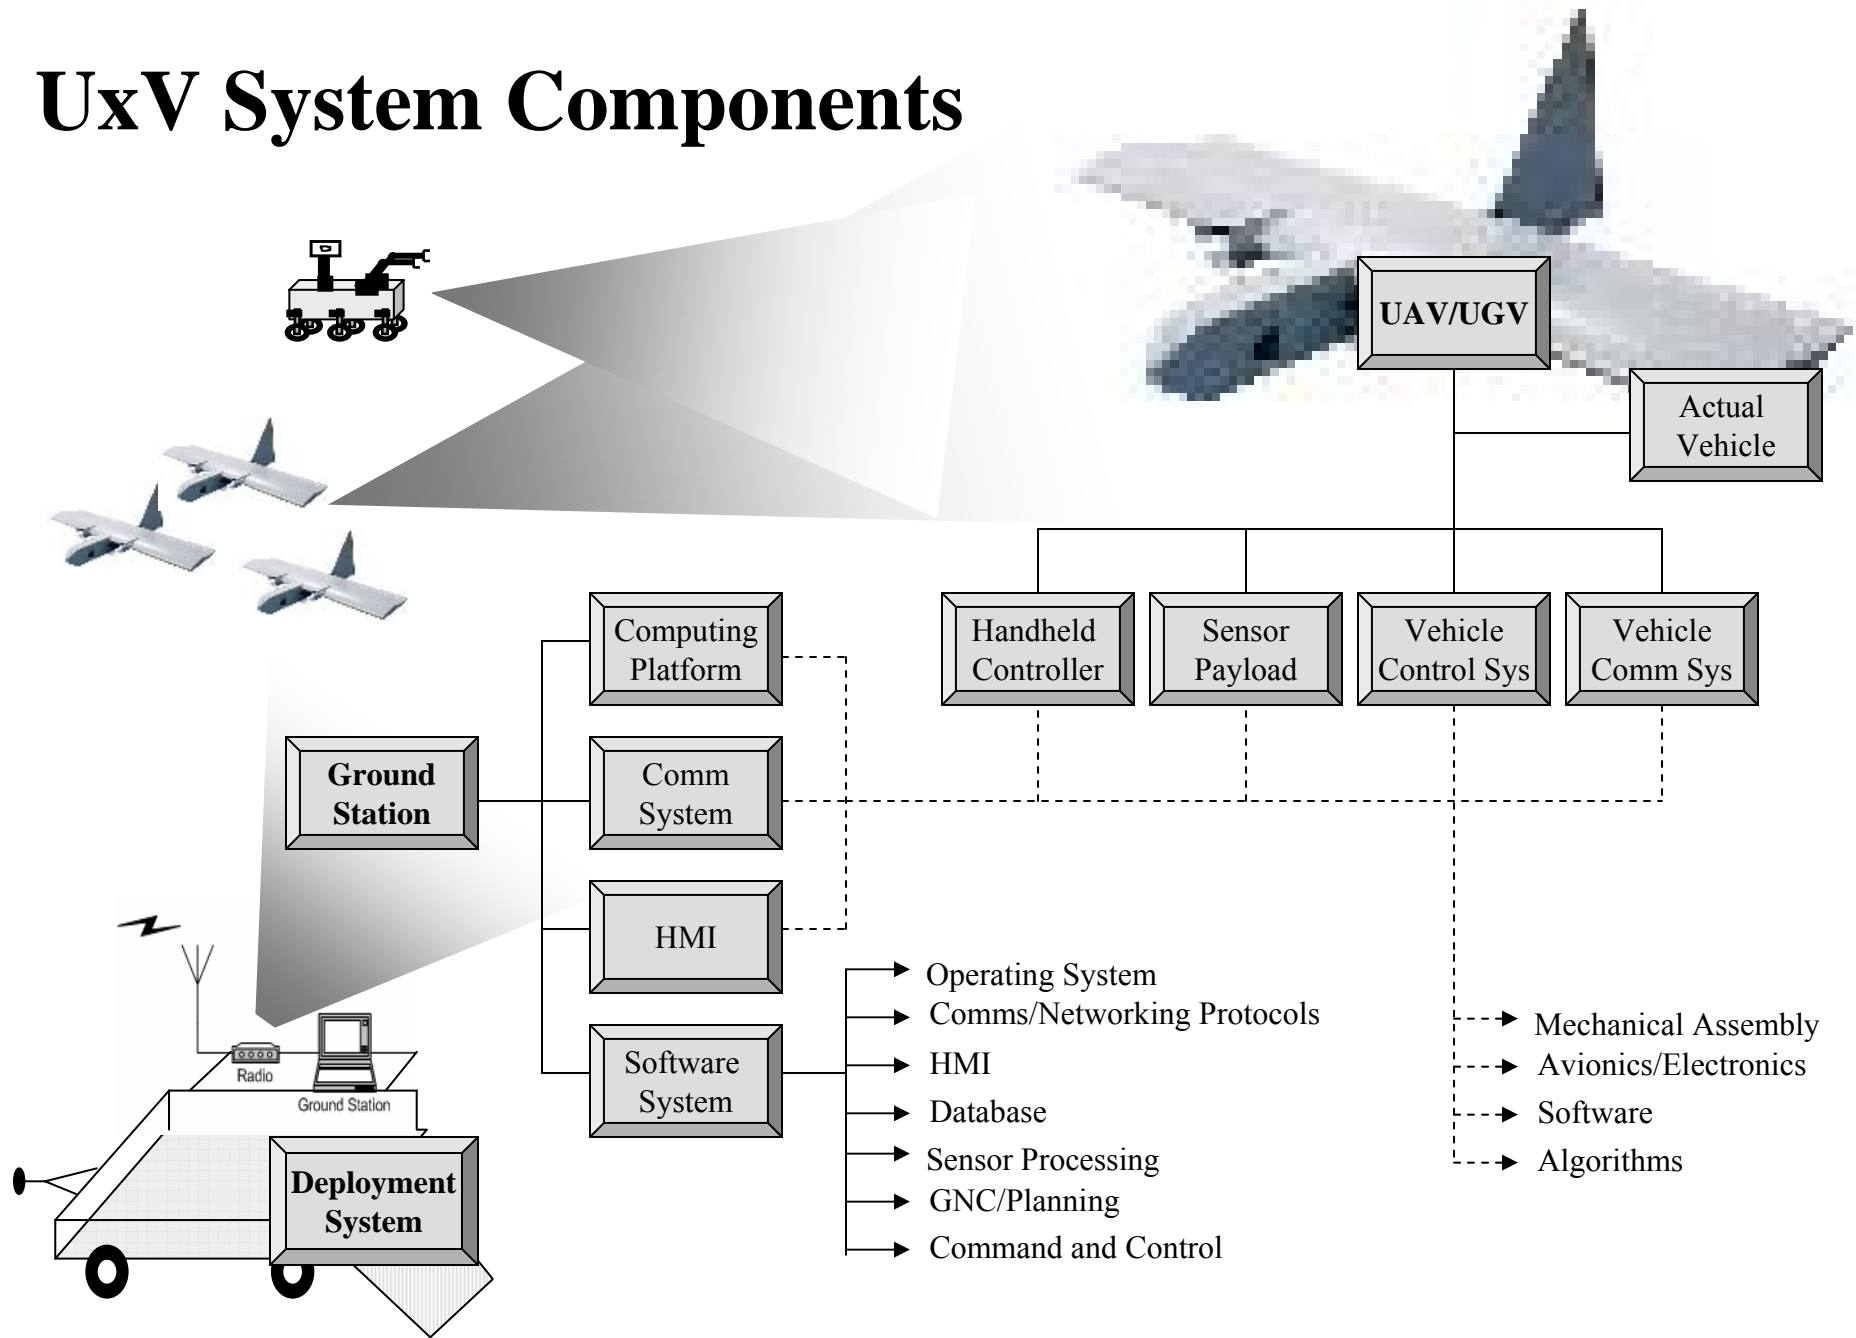 UxV System Components
UAV/UGV
Actual
Vehicle
Handheld
Controller
Sensor
Payload
Vehicle
Control Sys
Vehicle
Comm Sys
Computing
Platform
Ground
Station
Comm
System
HMI
Software
System
Operating System
Comms/Networking Protocols
HMI
Database
Sensor Processing
GNC/Planning
Command and Control
Mechanical Assembly
Avionics/Electronics
Software
Algorithms
Radio
Ground Station
Deployment
System